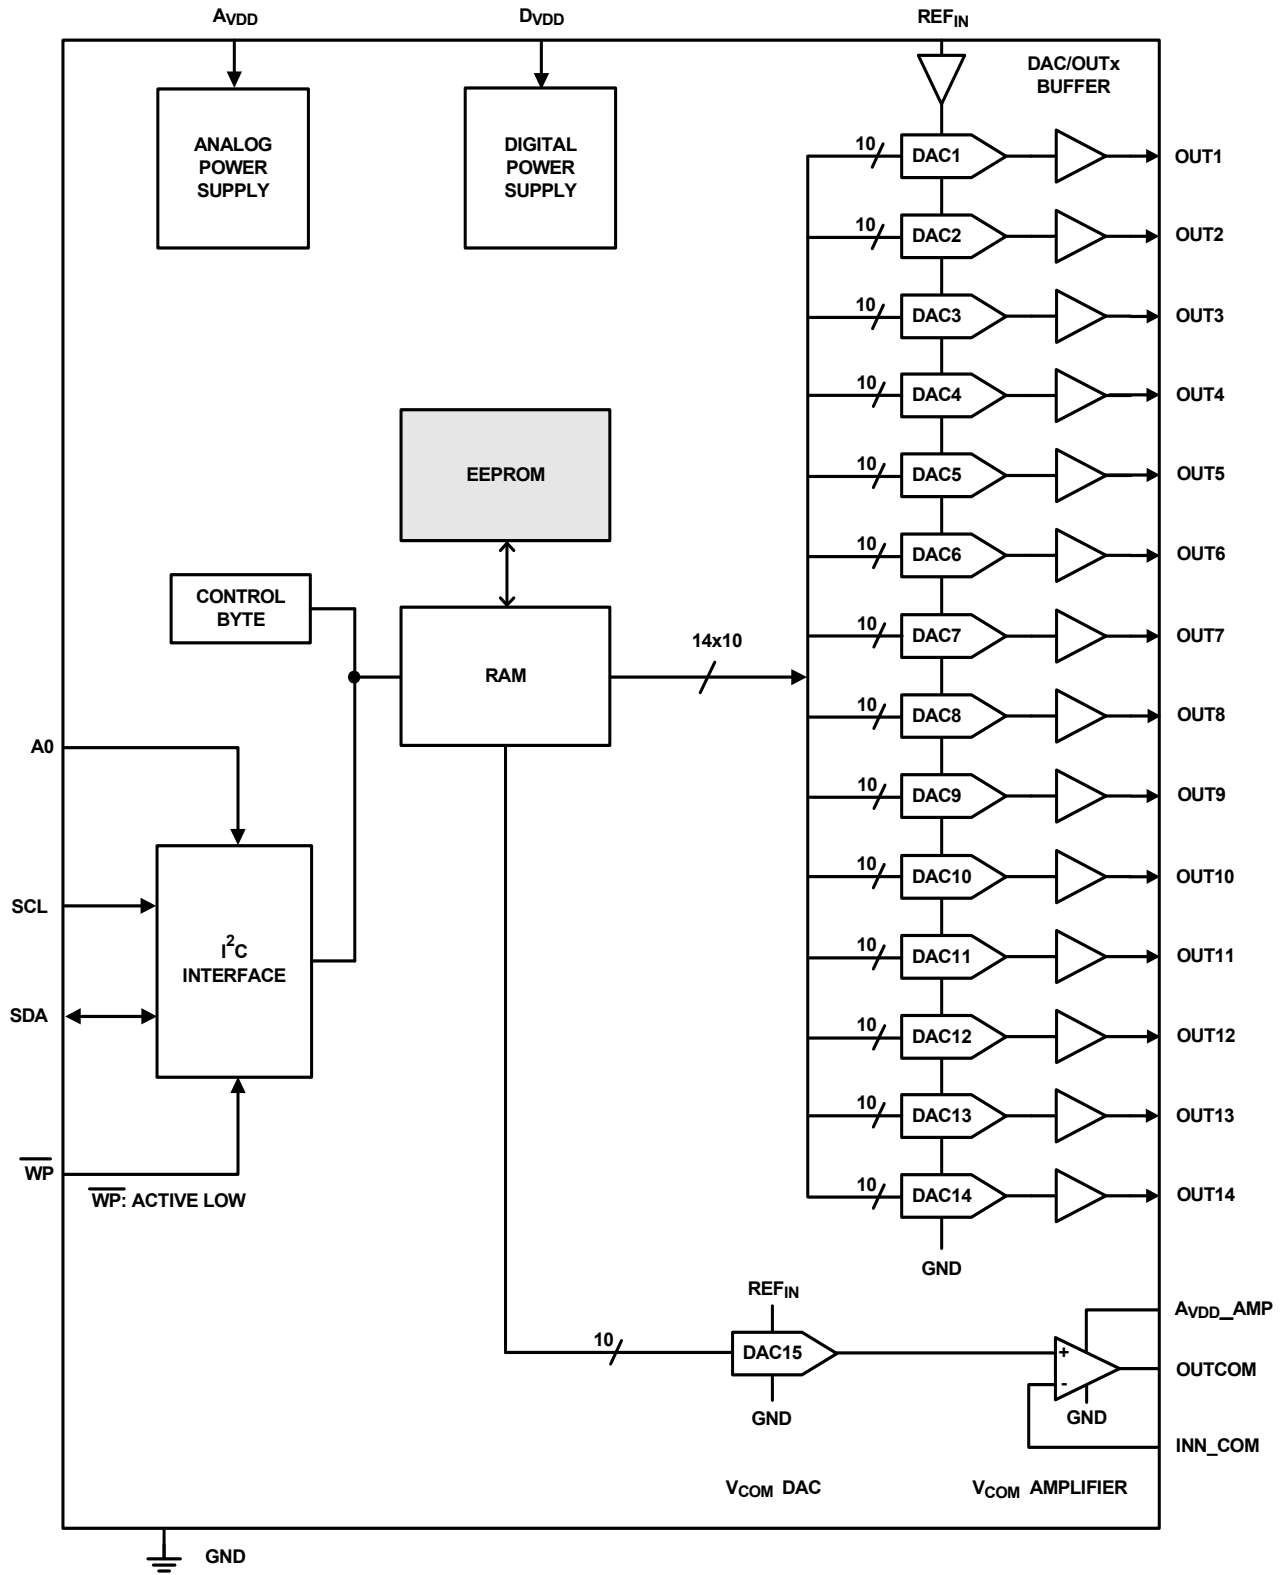 AVDD
DVDD
REFIN
DAC/OUTx
BUFFER
ANALOG
POWER
SUPPLY
DIGITAL
POWER
SUPPLY
10
DAC1
OUT1
10
DAC2
OUT2
10
DAC3
OUT3
10
DAC4
OUT4
EEPROM
10
DAC5
OUT5
10
DAC6
OUT6
CONTROL
BYTE
RAM
14x10
10
DAC7
OUT7
10
DAC8
OUT8
A0
10
DAC9
OUT9
10
DAC10
OUT10
SCL
I2C
INTERFACE
10
DAC11
OUT11
SDA
10
DAC12
OUT12
10
DAC13
OUT13
WP
WP: ACTIVE LOW
10
DAC14
OUT14
GND
REFIN
AVDD_AMP
10
DAC15
+
-
OUTCOM
GND
GND
INN_COM
VCOM DAC
VCOM AMPLIFIER
GND